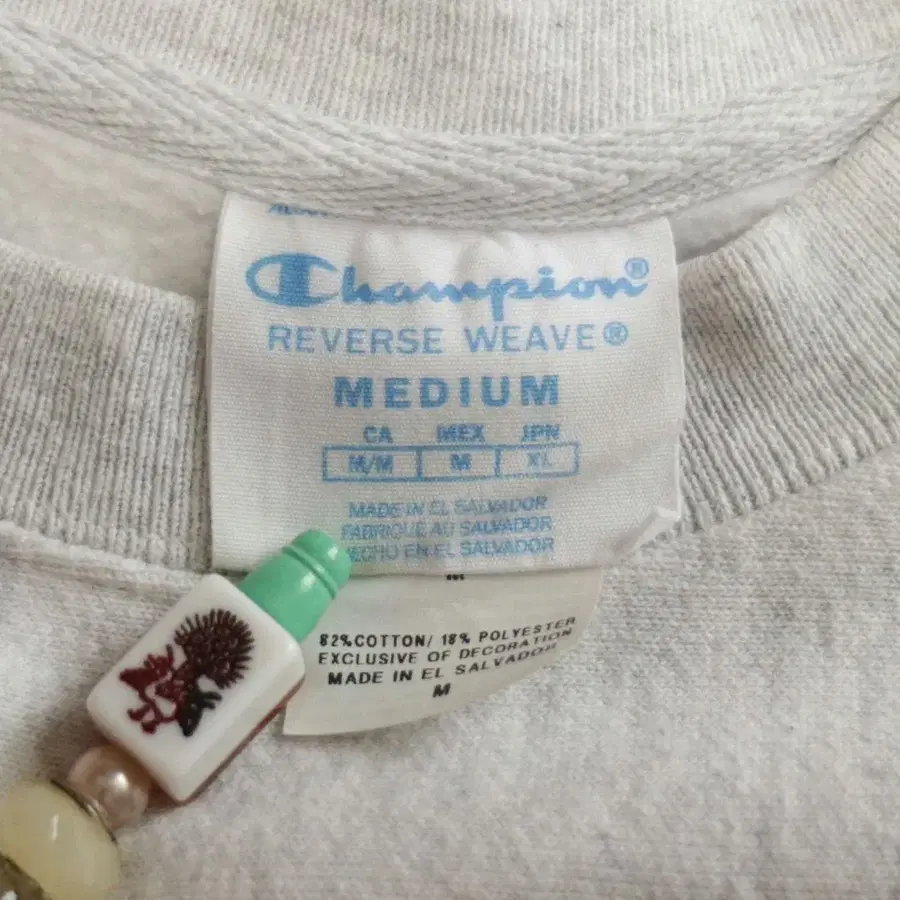 Champion®
REVERSE WEAVE®
MEDIUM
CA MEX JPN
M/M M XL
MADE IN EL SALVADOR
FABRIQUE AU SALVADOR
HECHO EN EL SALVADOR
82%COTTON/ 18% POLYESTER
EXCLUSIVE OF DECORATION
MADE IN EL SALVADOR
M